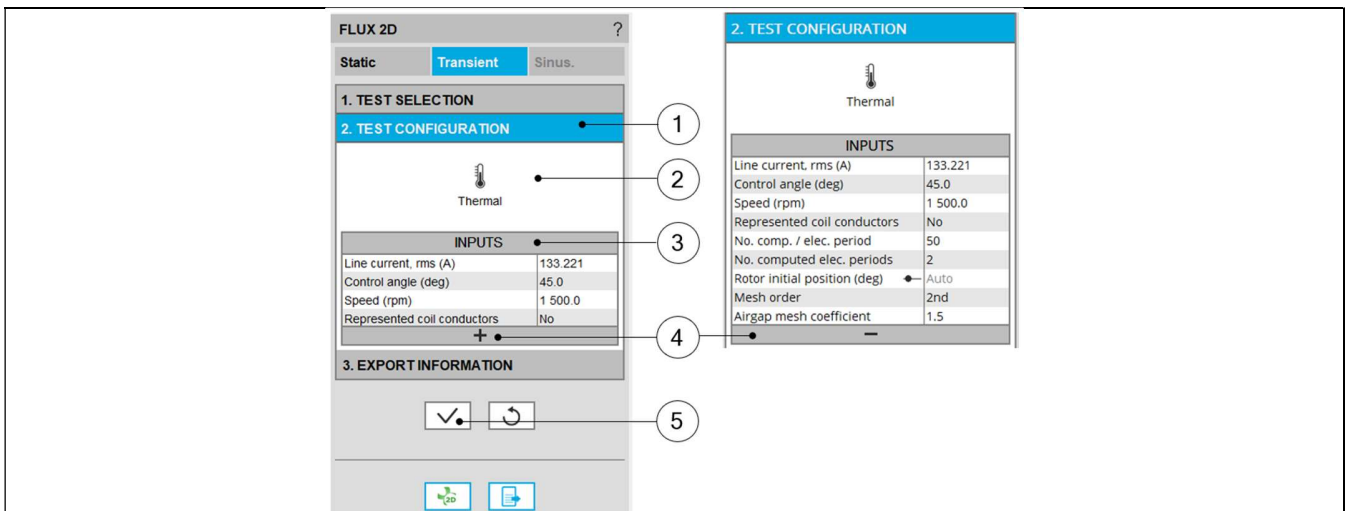 FLUX 2D ?
Static Transient Sinus.
1. TEST SELECTION
2. TEST CONFIGURATION
Thermal
INPUTS
Line current, rms (A) 133.221
Control angle (deg) 45.0
Speed (rpm) 1 500.0
Represented coil conductors No
+
3. EXPORT INFORMATION
2D
1
2
3
4
5
2. TEST CONFIGURATION
Thermal
INPUTS
Line current, rms (A) 133.221
Control angle (deg) 45.0
Speed (rpm) 1 500.0
Represented coil conductors No
No. comp. / elec. period 50
No. computed elec. periods 2
Rotor initial position (deg) Auto
Mesh order 2nd
Airgap mesh coefficient 1.5
−